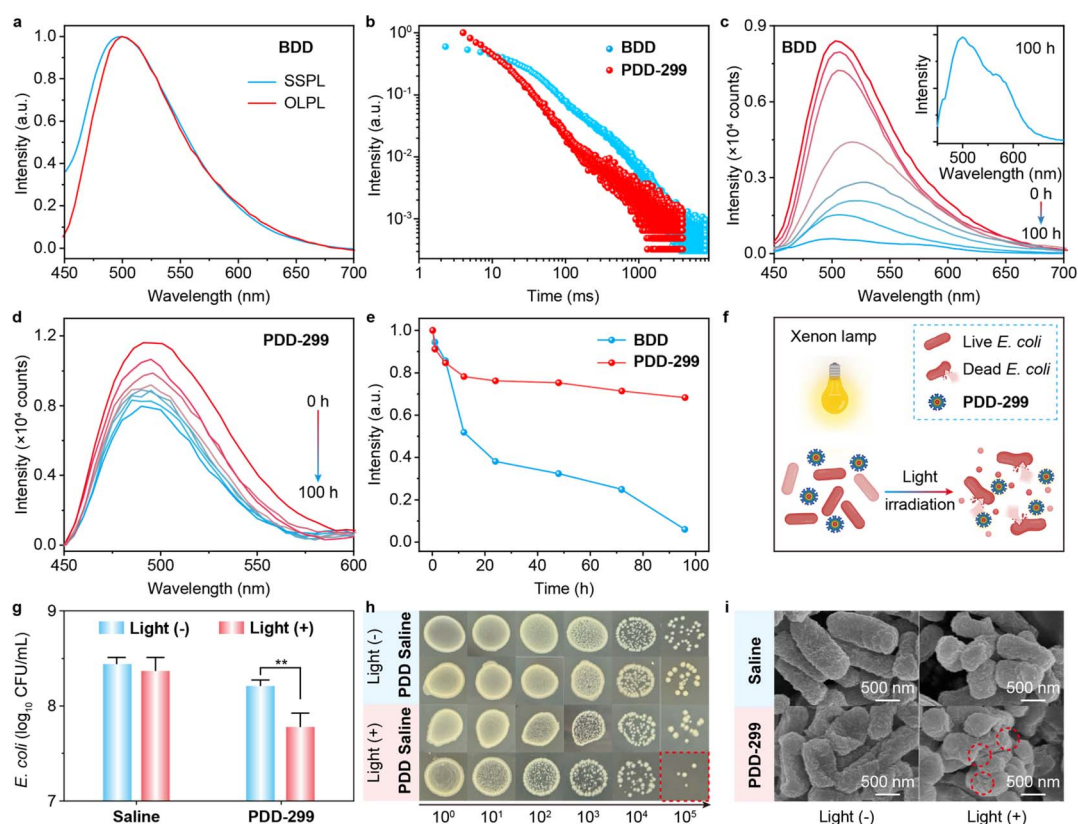 a
Intensity (a.u.)
1.0
0.8
0.6
0.4
0.2
0.0
SSPL
OLPL
450 500 550 600 650 700
Wavelength (nm)
b
Intensity (a.u.)
10⁰
10⁻¹
10⁻²
10⁻³
BDD
PDD-299
1 10 100 1000
Time (ms)
c
BDD
Intensity (×10⁴ counts)
0.9
0.6
0.3
0.0
100 h
Intensity
500 600
Wavelength (nm)
0 h
100 h
450 500 550 600 650 700
Wavelength (nm)
d
PDD-299
Intensity (×10⁴ counts)
1.2
0.8
0.4
0.0
0 h
100 h
450 500 550 600
Wavelength (nm)
e
Intensity (a.u.)
1.0
0.8
0.6
0.4
0.2
0.0
BDD
PDD-299
0 20 40 60 80 100
Time (h)
f
Xenon lamp
Live E. coli
Dead E. coli
PDD-299
Light
irradiation
g
E. coli (log₁₀ CFU/mL)
9
8
7
Light (-) Light (+)
**
Saline PDD-299
h
Light (-)
Saline
PDD
Light (+)
Saline
PDD
10⁰ 10¹ 10² 10³ 10⁴ 10⁵
i
Saline
PDD-299
500 nm 500 nm
500 nm 500 nm
Light (-) Light (+)